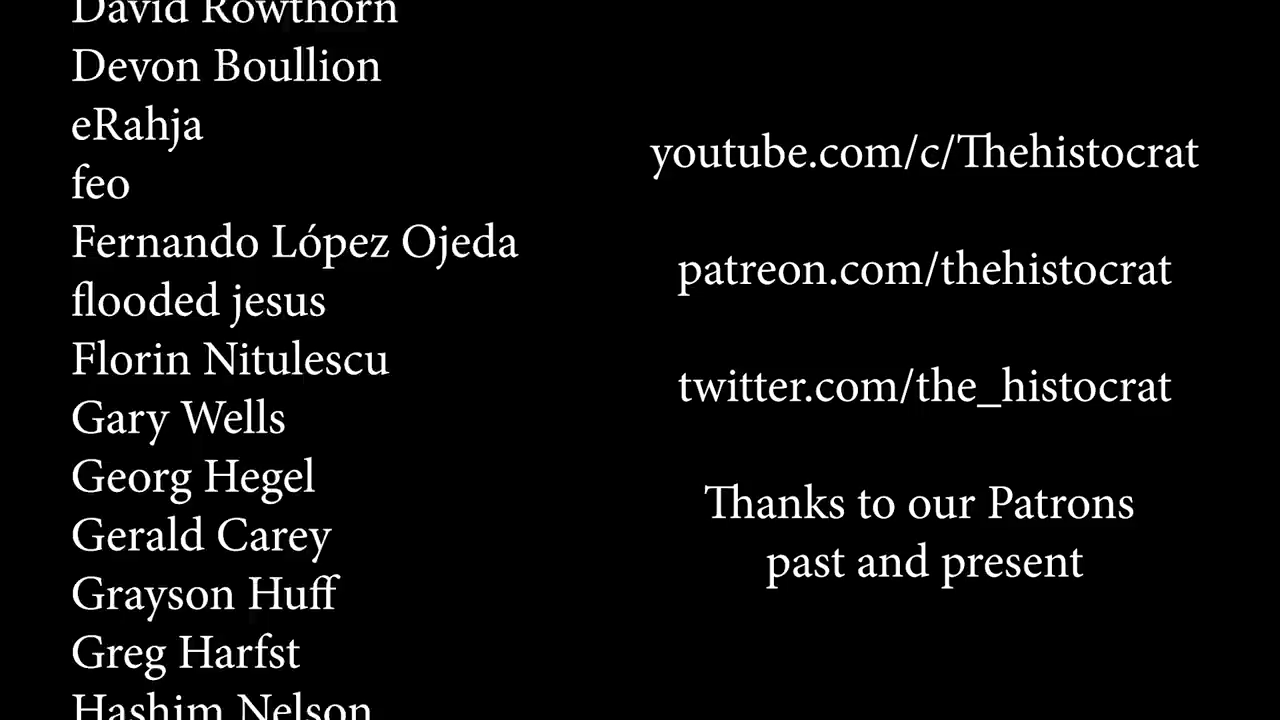 David Rowthorn
Devon Boullion
eRahja
feo
Fernando López Ojeda
flooded jesus
Florin Nitulescu
Gary Wells
Georg Hegel
Gerald Carey
Grayson Huff
Greg Harfst
Hashim Nelson
youtube.com/c/Thehistocrat
patreon.com/thehistocrat
twitter.com/the_histocrat
Thanks to our Patrons
past and present